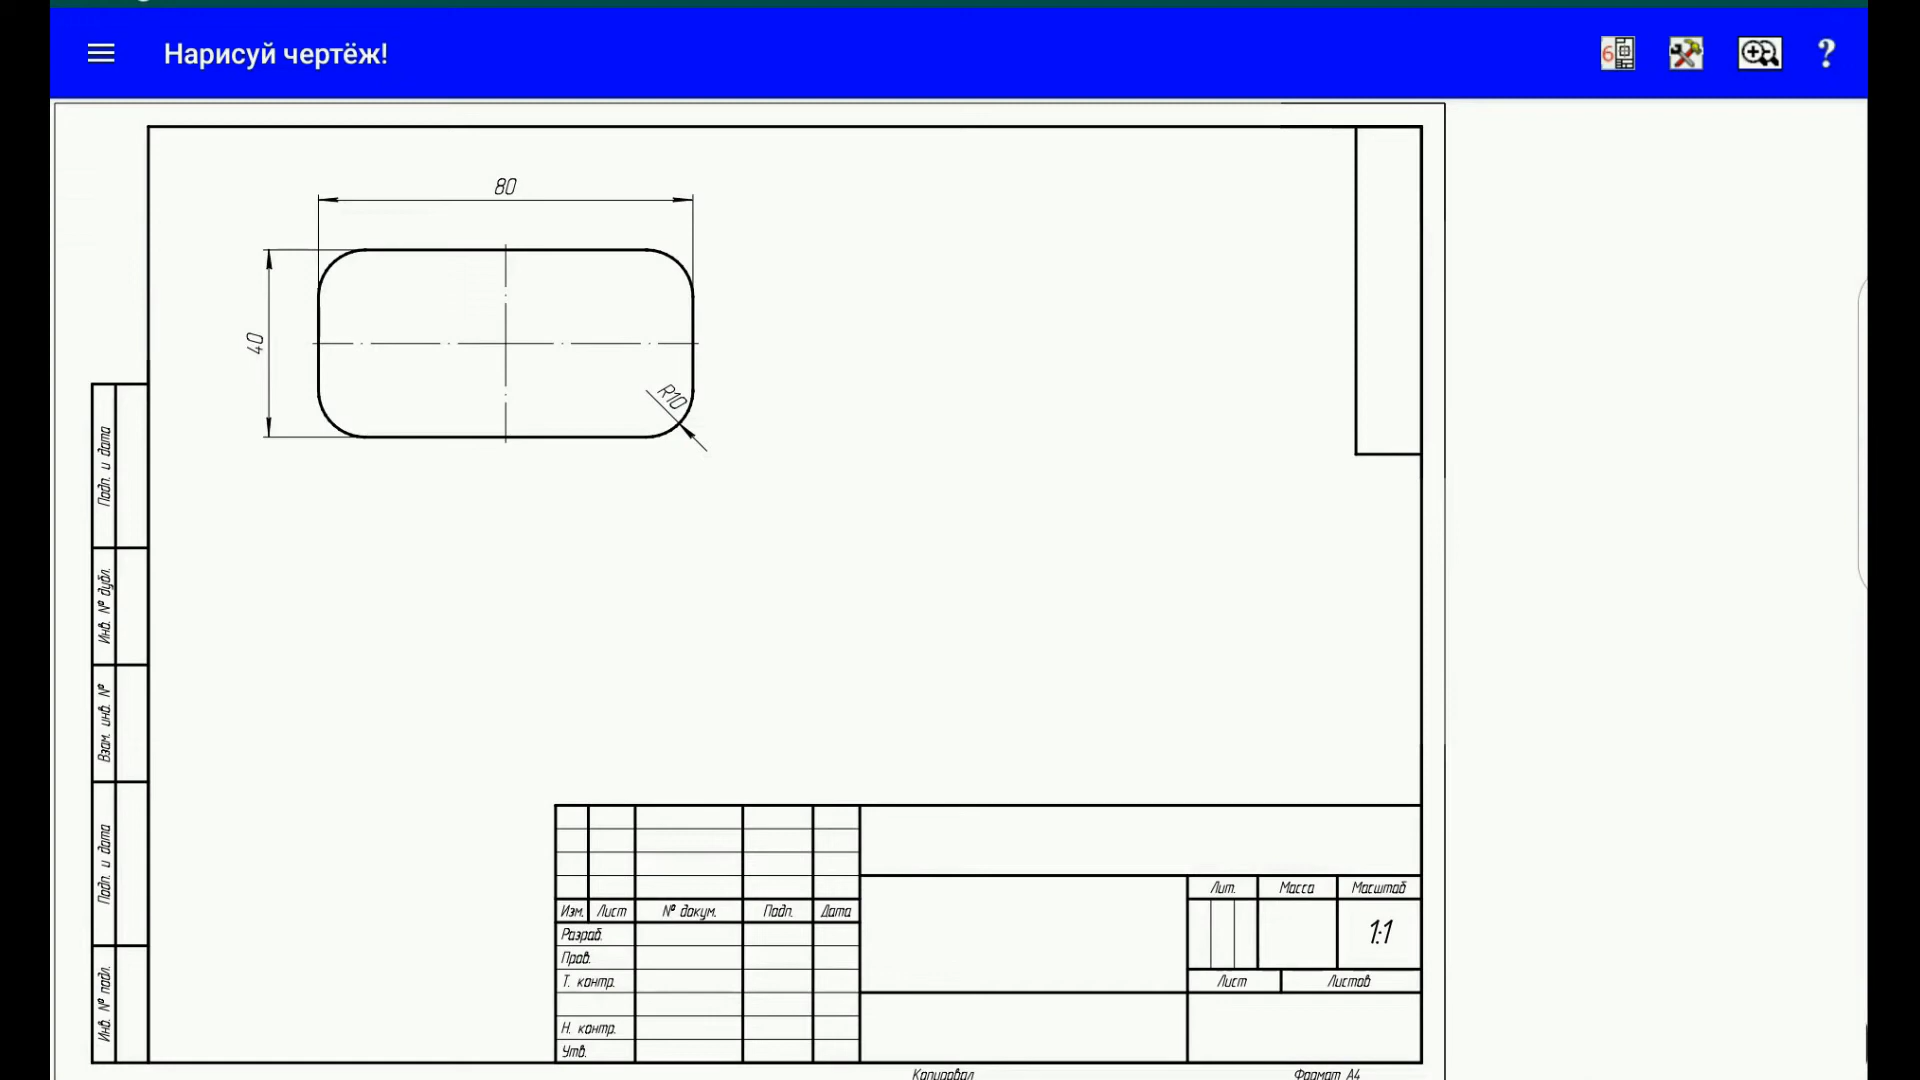 Нарисуй чертёж!
6
?
80
40
R10
Подп. и дата
Инв. № дубл.
Взам. инв. №
Подп. и дата
Инв. № подл.
Лит. Масса Масштаб
Изм. Лист № докум. Подп. Дата
1:1
Разраб.
Пров.
Т. контр.
Лист Листов
Н. контр.
Утв.
Копировал Формат А4